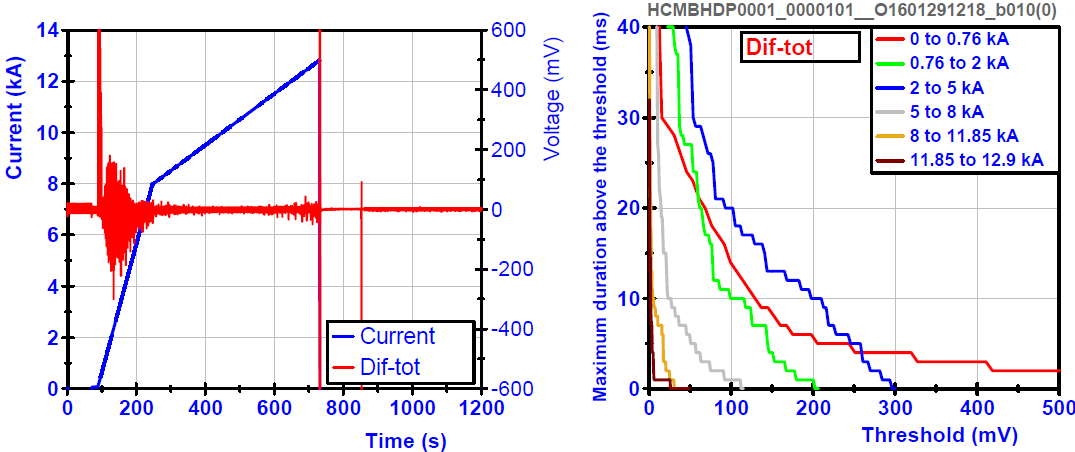 HCMBHDP0001_0000101__O1601291218_b010(0)
Current (kA)
14
12
10
8
6
4
2
0
0 200 400 600 800 1000 1200
Time (s)
600
400
200
0
-200
-400
-600
Voltage (mV)
Current
Dif-tot
Maximum duration above the threshold (ms)
40
30
20
10
0
0 100 200 300 400 500
Threshold (mV)
Dif-tot
0 to 0.76 kA
0.76 to 2 kA
2 to 5 kA
5 to 8 kA
8 to 11.85 kA
11.85 to 12.9 kA